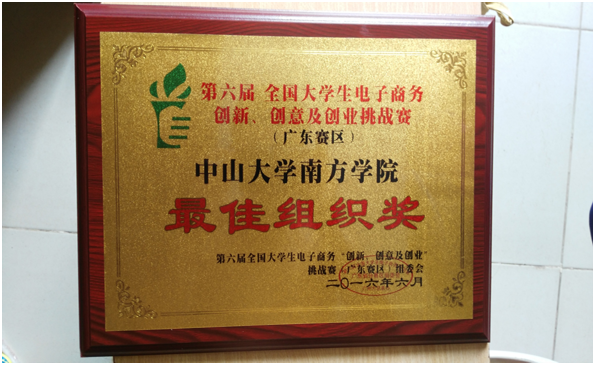 第六届 全国大学生电子商务
创新、创意及创业挑战赛
（广东赛区）
中山大学南方学院
最佳组织奖
第六届全国大学生电子商务“创新、创意及创业”
挑战赛（广东赛区）组委会
二〇一六年六月